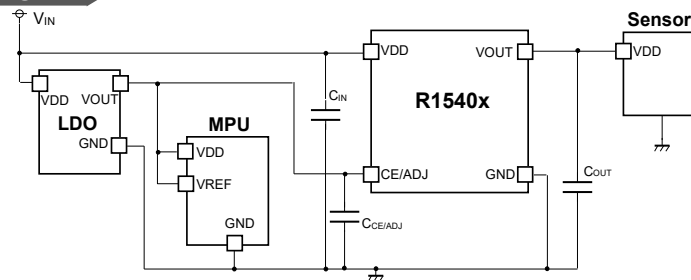 VIN
Sensor
VDD
VOUT
VDD
CIN
R1540x
VDD
VOUT
LDO
GND
MPU
VDD
VREF
GND
CE/ADJ
GND
COUT
CCE/ADJ